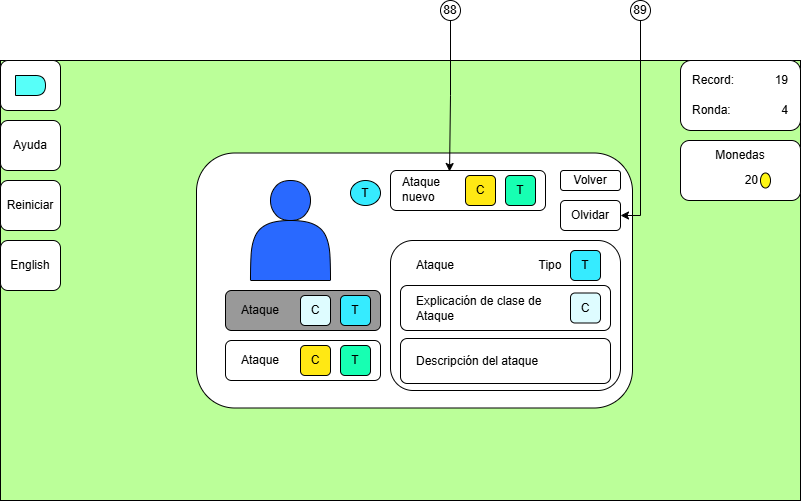 88
89
Record: 19
Ronda: 4
Monedas
20
Ayuda
Reiniciar
English
T
Ataque
nuevo
C
T
Volver
Olvidar
Ataque
Tipo
T
Explicación de clase de
Ataque
C
Descripción del ataque
Ataque
C
T
Ataque
C
T